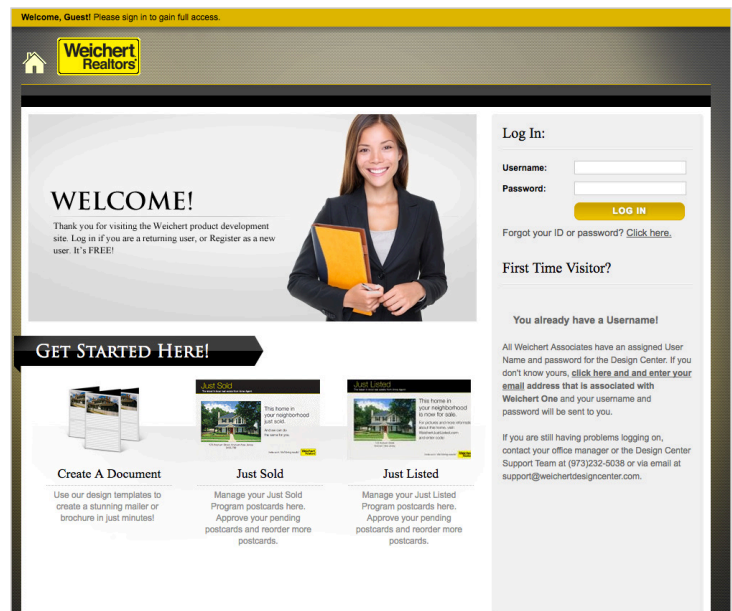 Welcome, Guest! Please sign in to gain full access.
Weichert
Realtors
WELCOME!
Thank you for visiting the Weichert product development
site. Log in if you are a returning user, or Register as a new
user. It's FREE!
Log In:
Username:
Password:
LOG IN
Forgot your ID or password? Click here.
First Time Visitor?
You already have a Username!
All Weichert Associates have an assigned User
Name and password for the Design Center. If you
don't know yours, click here and and enter your
email address that is associated with
Weichert One and your username and
password will be sent to you.
If you are still having problems logging on,
contact your office manager or the Design Center
Support Team at (973)232-5038 or via email at
support@weichertdesigncenter.com.
GET STARTED HERE!
Create A Document
Use our design templates to
create a stunning mailer or
brochure in just minutes!
Just Sold
This home in
your neighborhood
just sold.
Just Sold
Manage your Just Sold
Program postcards here.
Approve your pending
postcards and reorder more
postcards.
Just Listed
This home in
your neighborhood
is now for sale.
Just Listed
Manage your Just Listed
Program postcards here.
Approve your pending
postcards and reorder more
postcards.